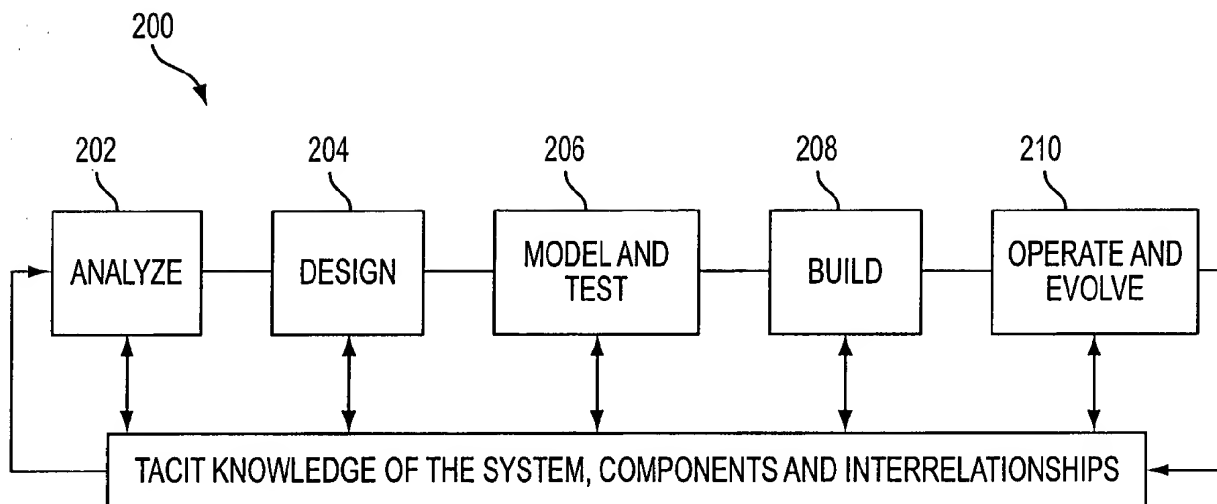 200
202
204
206
208
210
ANALYZE
DESIGN
MODEL AND
TEST
BUILD
OPERATE AND
EVOLVE
TACIT KNOWLEDGE OF THE SYSTEM, COMPONENTS AND INTERRELATIONSHIPS